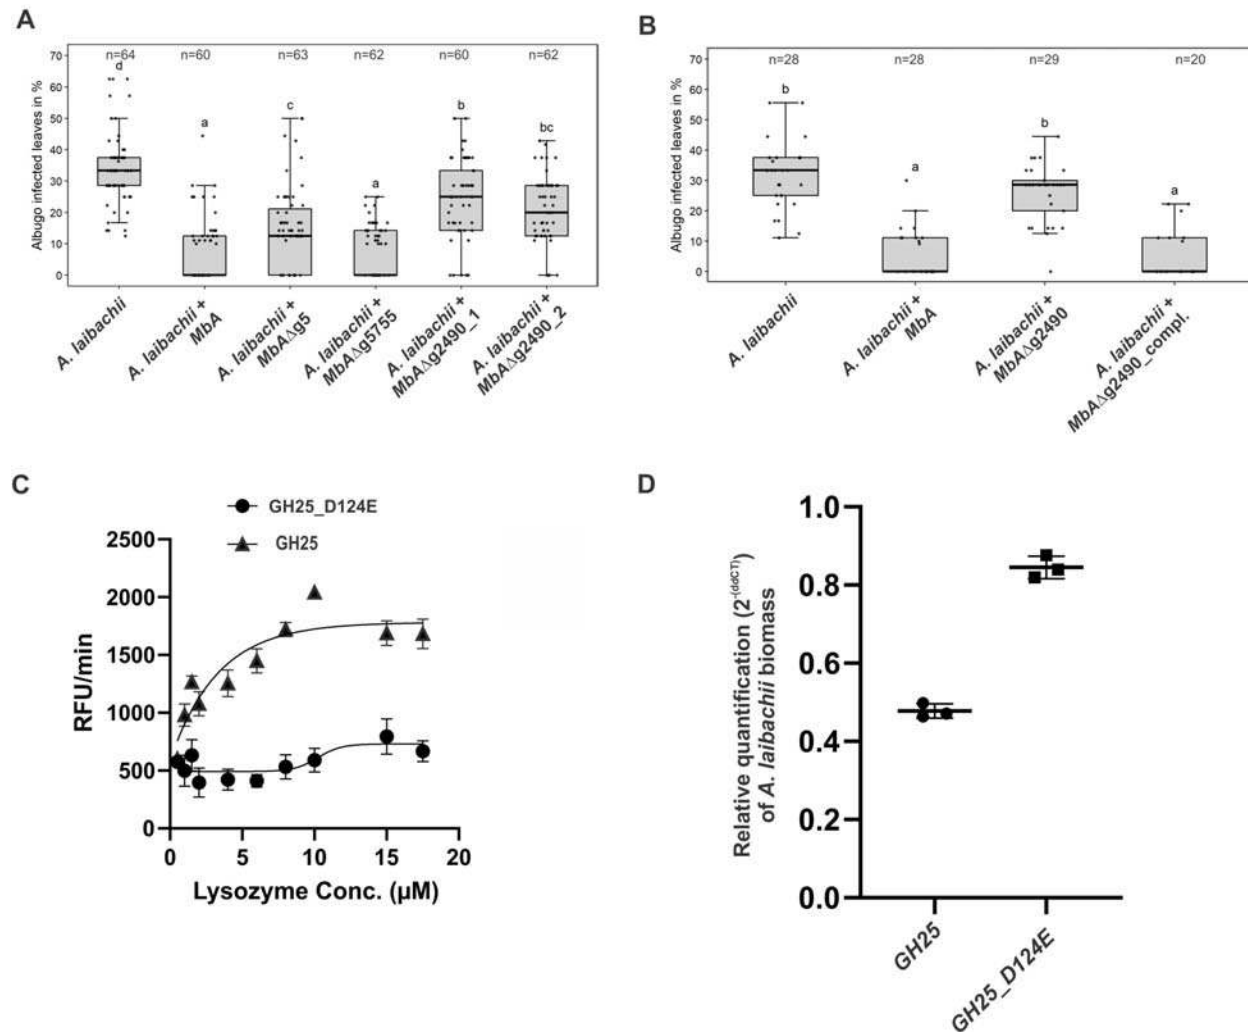 A
Albugo infected leaves in %
70
60
50
40
30
20
10
0
n=64
n=60
n=63
n=62
n=60
n=62
d
a
c
a
b
bc
A. laibachii
A. laibachii +
MbA
A. laibachii +
MbAΔg5
A. laibachii +
MbAΔg5755
A. laibachii +
MbAΔg2490_1
A. laibachii +
MbAΔg2490_2
B
Albugo infected leaves in %
70
60
50
40
30
20
10
0
n=28
n=28
n=29
n=20
b
a
b
a
A. laibachii
A. laibachii +
MbA
A. laibachii +
MbAΔg2490
A. laibachii +
MbAΔg2490_compl.
C
GH25_D124E
GH25
RFU/min
2500
2000
1500
1000
500
0
0 5 10 15 20
Lysozyme Conc. (µM)
D
Relative quantification (2-(ddCT))
of A. laibachii biomass
1.0
0.8
0.6
0.4
0.2
0.0
GH25
GH25_D124E